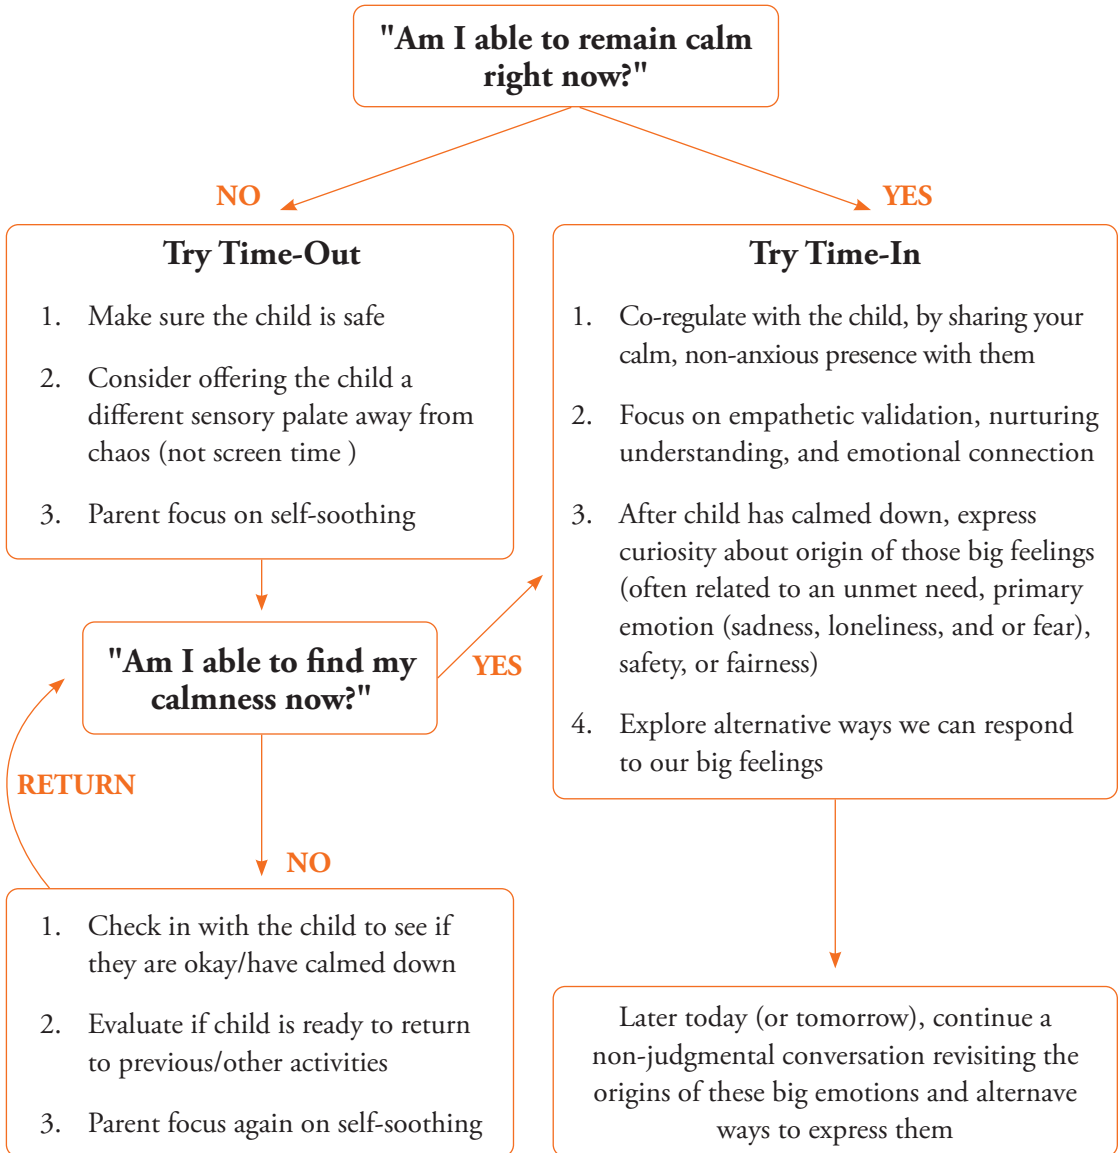 "Am I able to remain calm
right now?"
NO
YES
Try Time-Out
1. Make sure the child is safe
2. Consider offering the child a
different sensory palate away from
chaos (not screen time )
3. Parent focus on self-soothing
Try Time-In
1. Co-regulate with the child, by sharing your
calm, non-anxious presence with them
2. Focus on empathetic validation, nurturing
understanding, and emotional connection
3. After child has calmed down, express
curiosity about origin of those big feelings
(often related to an unmet need, primary
emotion (sadness, loneliness, and or fear),
safety, or fairness)
4. Explore alternative ways we can respond
to our big feelings
"Am I able to find my
calmness now?"
YES
RETURN
NO
1. Check in with the child to see if
they are okay/have calmed down
2. Evaluate if child is ready to return
to previous/other activities
3. Parent focus again on self-soothing
Later today (or tomorrow), continue a
non-judgmental conversation revisiting the
origins of these big emotions and alternave
ways to express them